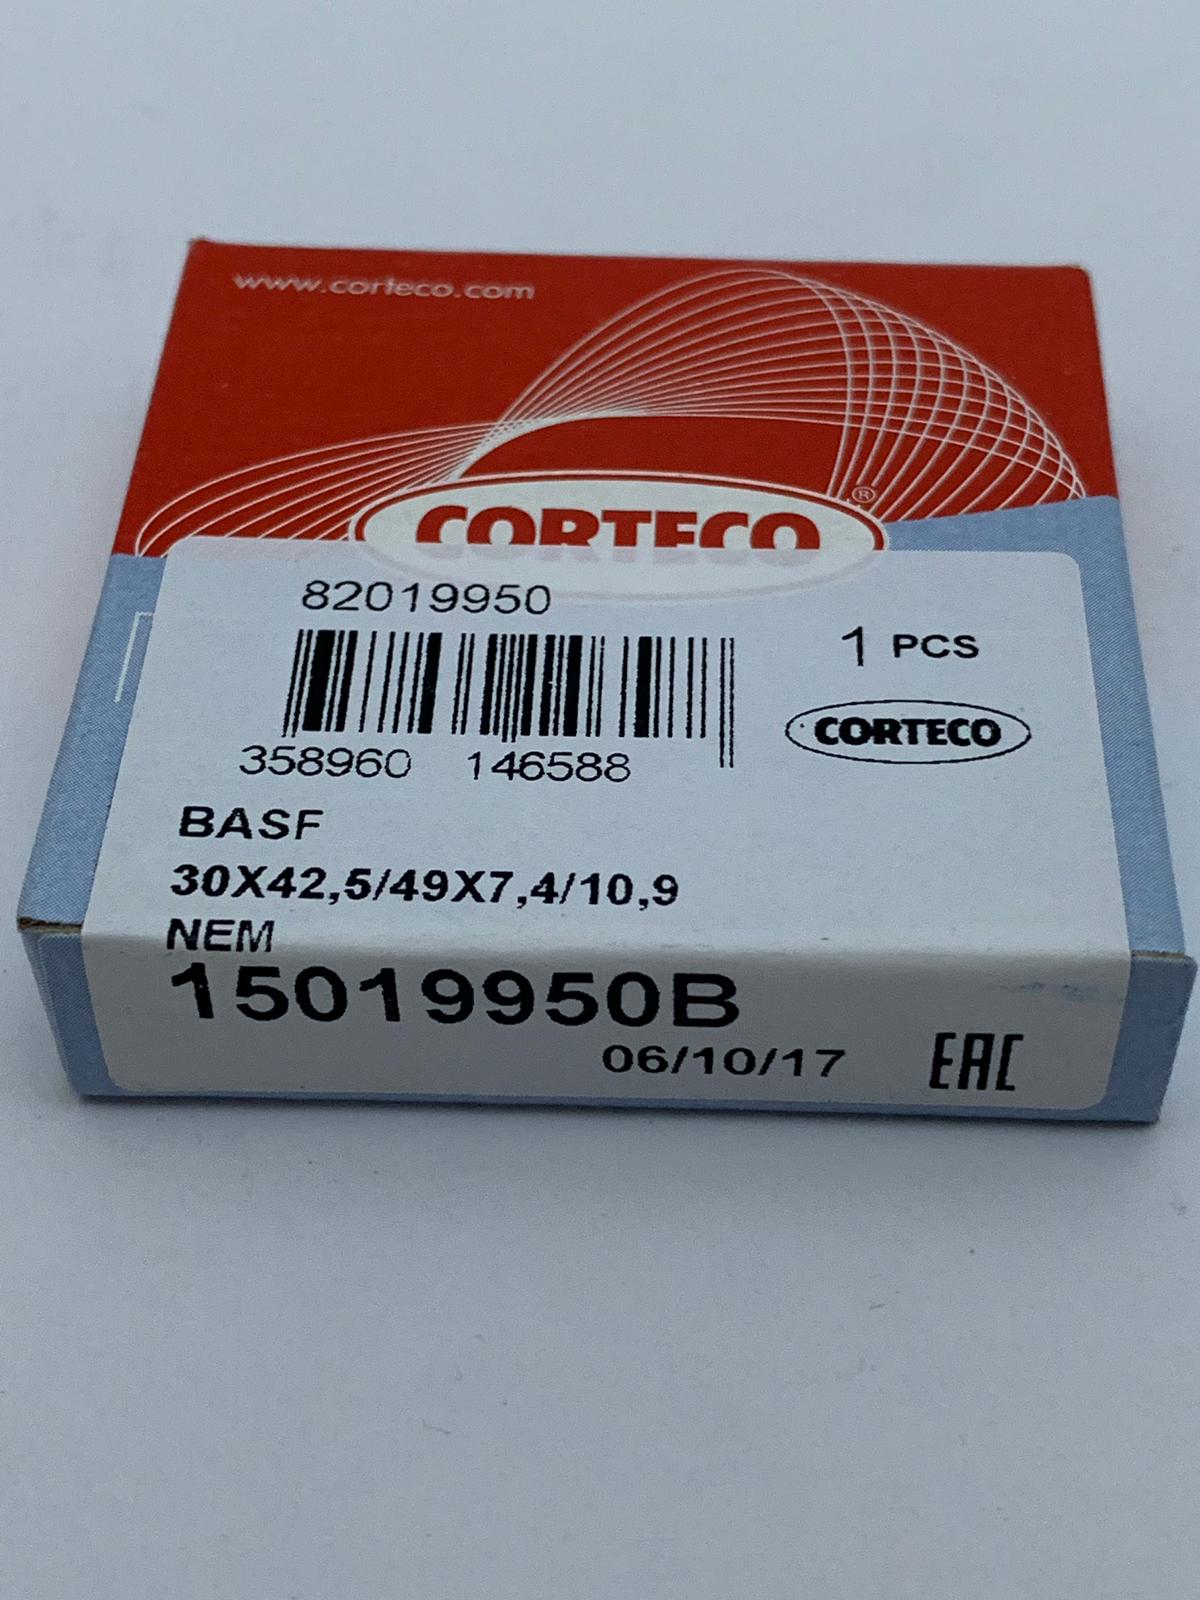 www.corteco.com
CORTECO®
82019950
1 PCS
358960 146588
CORTECO
BASF
30X42,5/49X7,4/10,9
NEM
15019950B
06/10/17
EAC